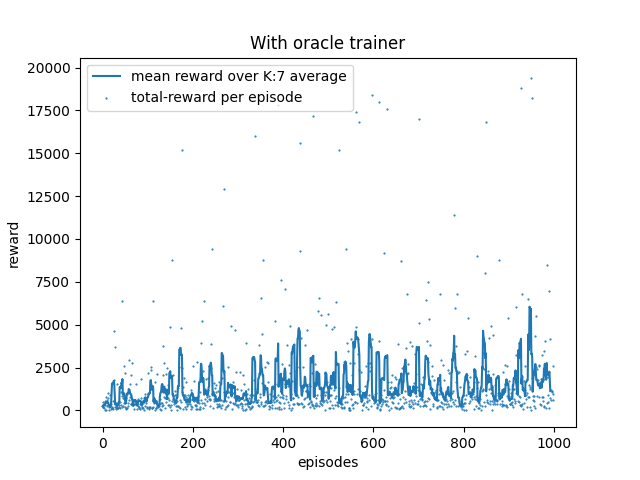 With oracle trainer
mean reward over K:7 average
total-reward per episode
20000
17500
15000
12500
10000
7500
5000
2500
0
reward
0 200 400 600 800 1000
episodes